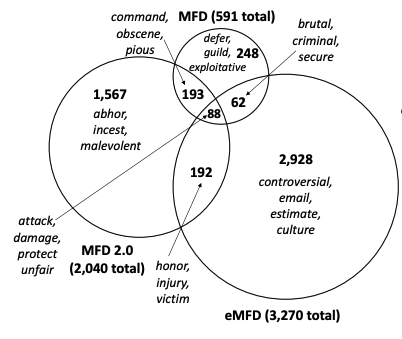 command,
obscene,
pious
MFD (591 total)
brutal,
criminal,
secure
defer,
guild,
exploitative
248
193
62
88
1,567
abhor,
incest,
malevolent
192
2,928
controversial,
email,
estimate,
culture
attack,
damage,
protect
unfair
MFD 2.0
(2,040 total)
honor,
injury,
victim
eMFD (3,270 total)